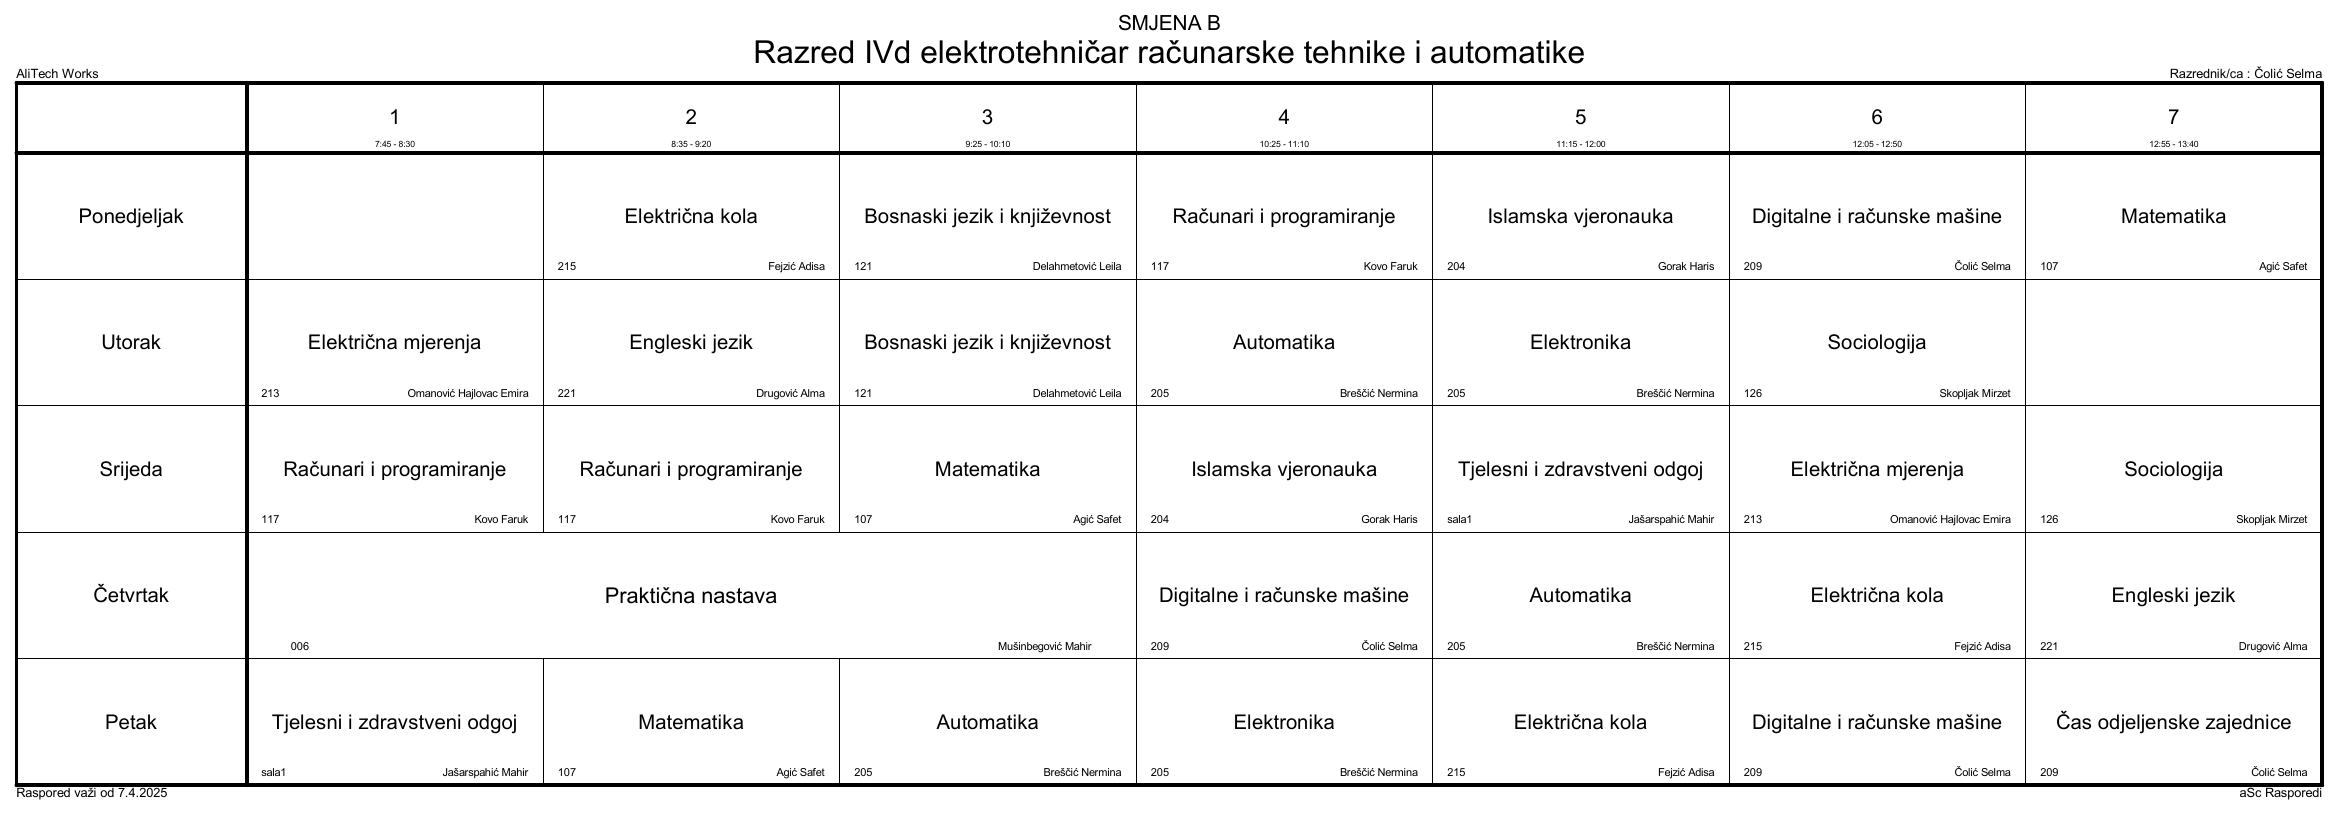 SMJENA B
Razred IVd elektrotehničar računarske tehnike i automatike
AliTech Works
Razrednik/ca : Čolić Selma
1 2 3 4 5 6 7
7:45 - 8:30 8:35 - 9:20 9:25 - 10:10 10:25 - 11:10 11:15 - 12:00 12:05 - 12:50 12:55 - 13:40
Ponedjeljak Električna kola Bosnaski jezik i književnost Računari i programiranje Islamska vjeronauka Digitalne i računske mašine Matematika
215 Fejzić Adisa 121 Delahmetović Leila 117 Kovo Faruk 204 Gorak Haris 209 Čolić Selma 107 Agić Safet
Utorak Električna mjerenja Engleski jezik Bosnaski jezik i književnost Automatika Elektronika Sociologija
213 Omanović Hajlovac Emira 221 Drugović Alma 121 Delahmetović Leila 205 Breščić Nermina 205 Breščić Nermina 126 Skopljak Mirzet
Srijeda Računari i programiranje Računari i programiranje Matematika Islamska vjeronauka Tjelesni i zdravstveni odgoj Električna mjerenja Sociologija
117 Kovo Faruk 117 Kovo Faruk 107 Agić Safet 204 Gorak Haris sala1 Jašarspahić Mahir 213 Omanović Hajlovac Emira 126 Skopljak Mirzet
Četvrtak Praktična nastava Digitalne i računske mašine Automatika Električna kola Engleski jezik
006 Mušinbegović Mahir 209 Čolić Selma 205 Breščić Nermina 215 Fejzić Adisa 221 Drugović Alma
Petak Tjelesni i zdravstveni odgoj Matematika Automatika Elektronika Električna kola Digitalne i računske mašine Čas odjeljenske zajednice
sala1 Jašarspahić Mahir 107 Agić Safet 205 Breščić Nermina 205 Breščić Nermina 215 Fejzić Adisa 209 Čolić Selma 209 Čolić Selma
Raspored važi od 7.4.2025
aSc Rasporedi